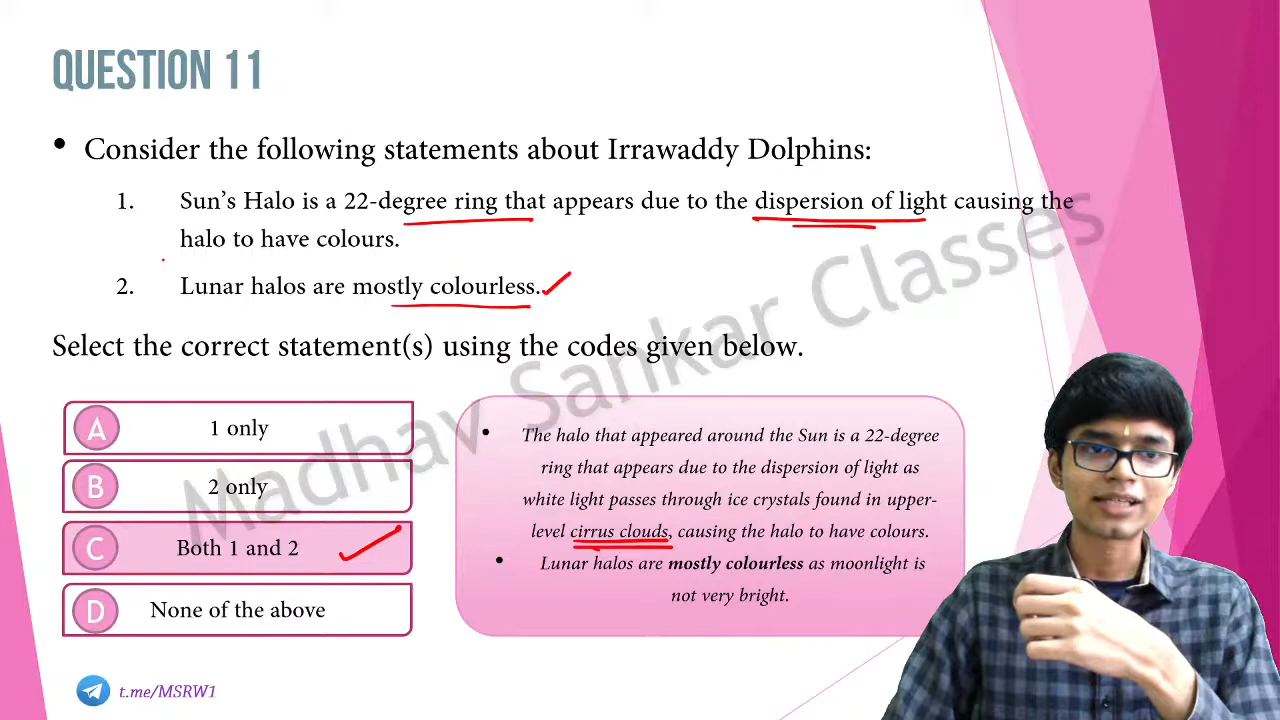 QUESTION 11
• Consider the following statements about Irrawaddy Dolphins:
1. Sun's Halo is a 22-degree ring that appears due to the dispersion of light causing the
halo to have colours.
2. Lunar halos are mostly colourless.
Select the correct statement(s) using the codes given below.
A 1 only
B 2 only
C Both 1 and 2
D None of the above
• The halo that appeared around the Sun is a 22-degree
ring that appears due to the dispersion of light as
white light passes through ice crystals found in upper-
level cirrus clouds, causing the halo to have colours.
• Lunar halos are mostly colourless as moonlight is
not very bright.
Madhav Sankar Classes
t.me/MSRW1